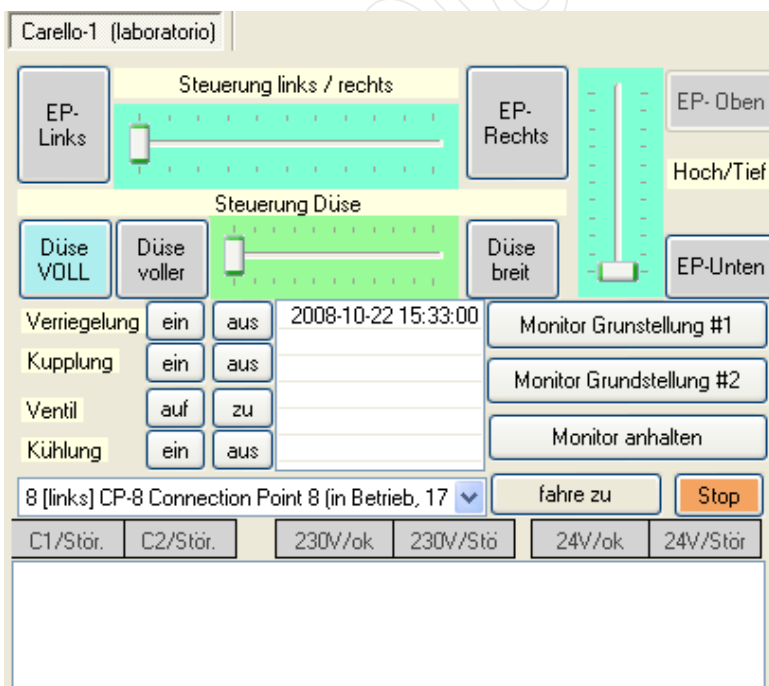 Carello-1 (laboratorio)
EP-
Links
Steuerung links / rechts
EP-
Rechts
EP- Oben
Hoch/Tief
EP-Unten
Steuerung Düse
Düse
VOLL
Düse
voller
Düse
breit
Verriegelung ein aus
2008-10-22 15:33:00
Monitor Grunstellung #1
Kupplung ein aus
Monitor Grundstellung #2
Ventil auf zu
Monitor anhalten
Kühlung ein aus
8 [links] CP-8 Connection Point 8 (in Betrieb, 17 fahre zu Stop
C1/Stör. C2/Stör. 230V/ok 230V/Stö 24V/ok 24V/Stör